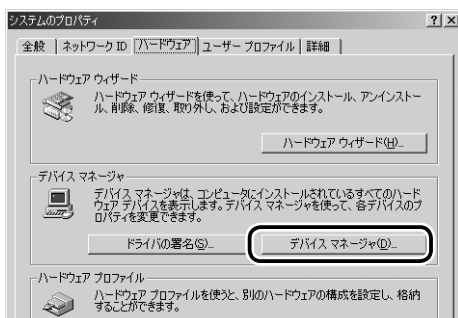 システムのプロパティ
全般
ネットワーク ID
ハードウェア
ユーザー プロファイル
詳細
ハードウェア ウィザード
ハードウェア ウィザードを使って、ハードウェアのインストール、アンインストー
ル、削除、修復、取り外し、および設定ができます。
ハードウェア ウィザード(H)...
デバイス マネージャ
デバイス マネージャは、コンピュータにインストールされているすべてのハード
ウェア デバイスを表示します。デバイス マネージャを使って、各デバイスのプ
ロパティを変更できます。
ドライバの署名(S)...
デバイス マネージャ(D)...
ハードウェア プロファイル
ハードウェア プロファイルを使うと、別のハードウェアの構成を設定し、格納
することができます。